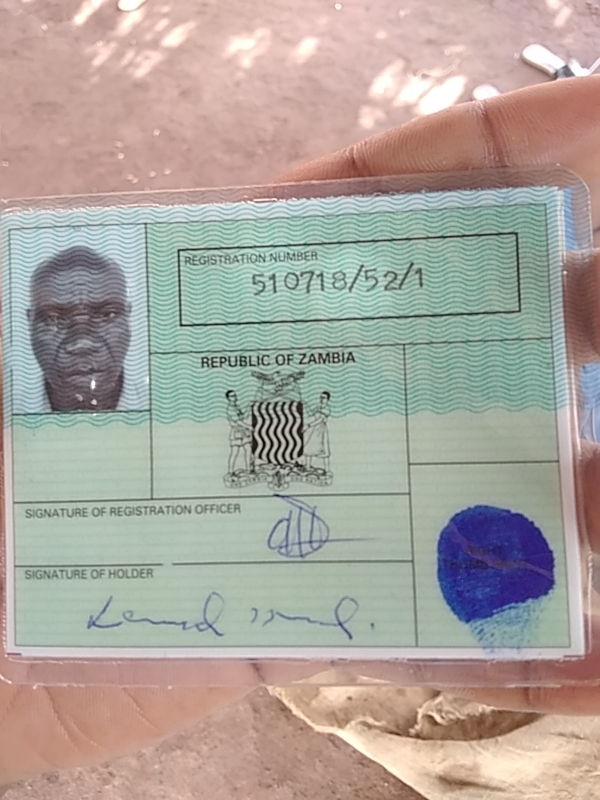 REGISTRATION NUMBER
510718/52/1
REPUBLIC OF ZAMBIA
SIGNATURE OF REGISTRATION OFFICER
SIGNATURE OF HOLDER